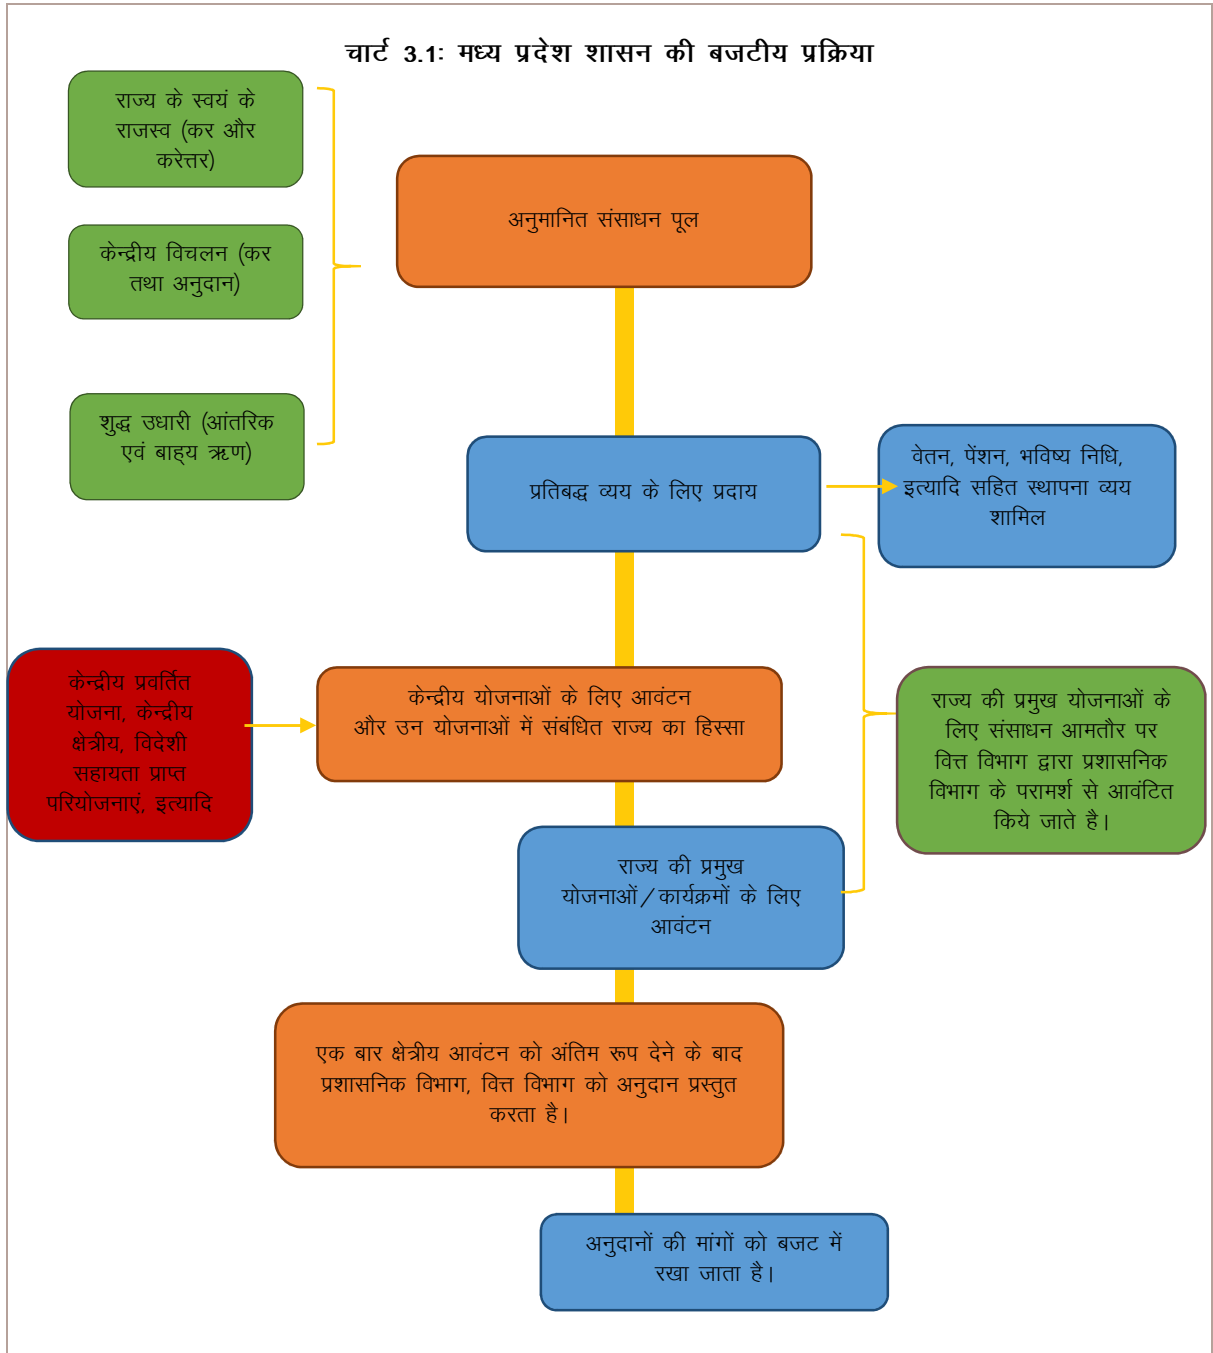 चार्ट 3.1: मध्य प्रदेश शासन की बजटीय प्रक्रिया
राज्य के स्वयं के
राजस्व (कर और
करेत्तर)
अनुमानित संसाधन पूल
केन्द्रीय विचलन (कर
तथा अनुदान)
शुद्ध उधारी (आंतरिक
एवं बाह्य ऋण)
प्रतिबद्ध व्यय के लिए प्रदाय
वेतन, पेंशन, भविष्य निधि,
इत्यादि सहित स्थापना व्यय
शामिल
केन्द्रीय प्रवर्तित
योजना, केन्द्रीय
क्षेत्रीय, विदेशी
सहायता प्राप्त
परियोजनाएं, इत्यादि
केन्द्रीय योजनाओं के लिए आवंटन
और उन योजनाओं में संबंधित राज्य का हिस्सा
राज्य की प्रमुख योजनाओं के
लिए संसाधन आमतौर पर
वित्त विभाग द्वारा प्रशासनिक
विभाग के परामर्श से आवंटित
किये जाते है।
राज्य की प्रमुख
योजनाओं/कार्यक्रमों के लिए
आवंटन
एक बार क्षेत्रीय आवंटन को अंतिम रूप देने के बाद
प्रशासनिक विभाग, वित्त विभाग को अनुदान प्रस्तुत
करता है।
अनुदानों की मांगों को बजट में
रखा जाता है।